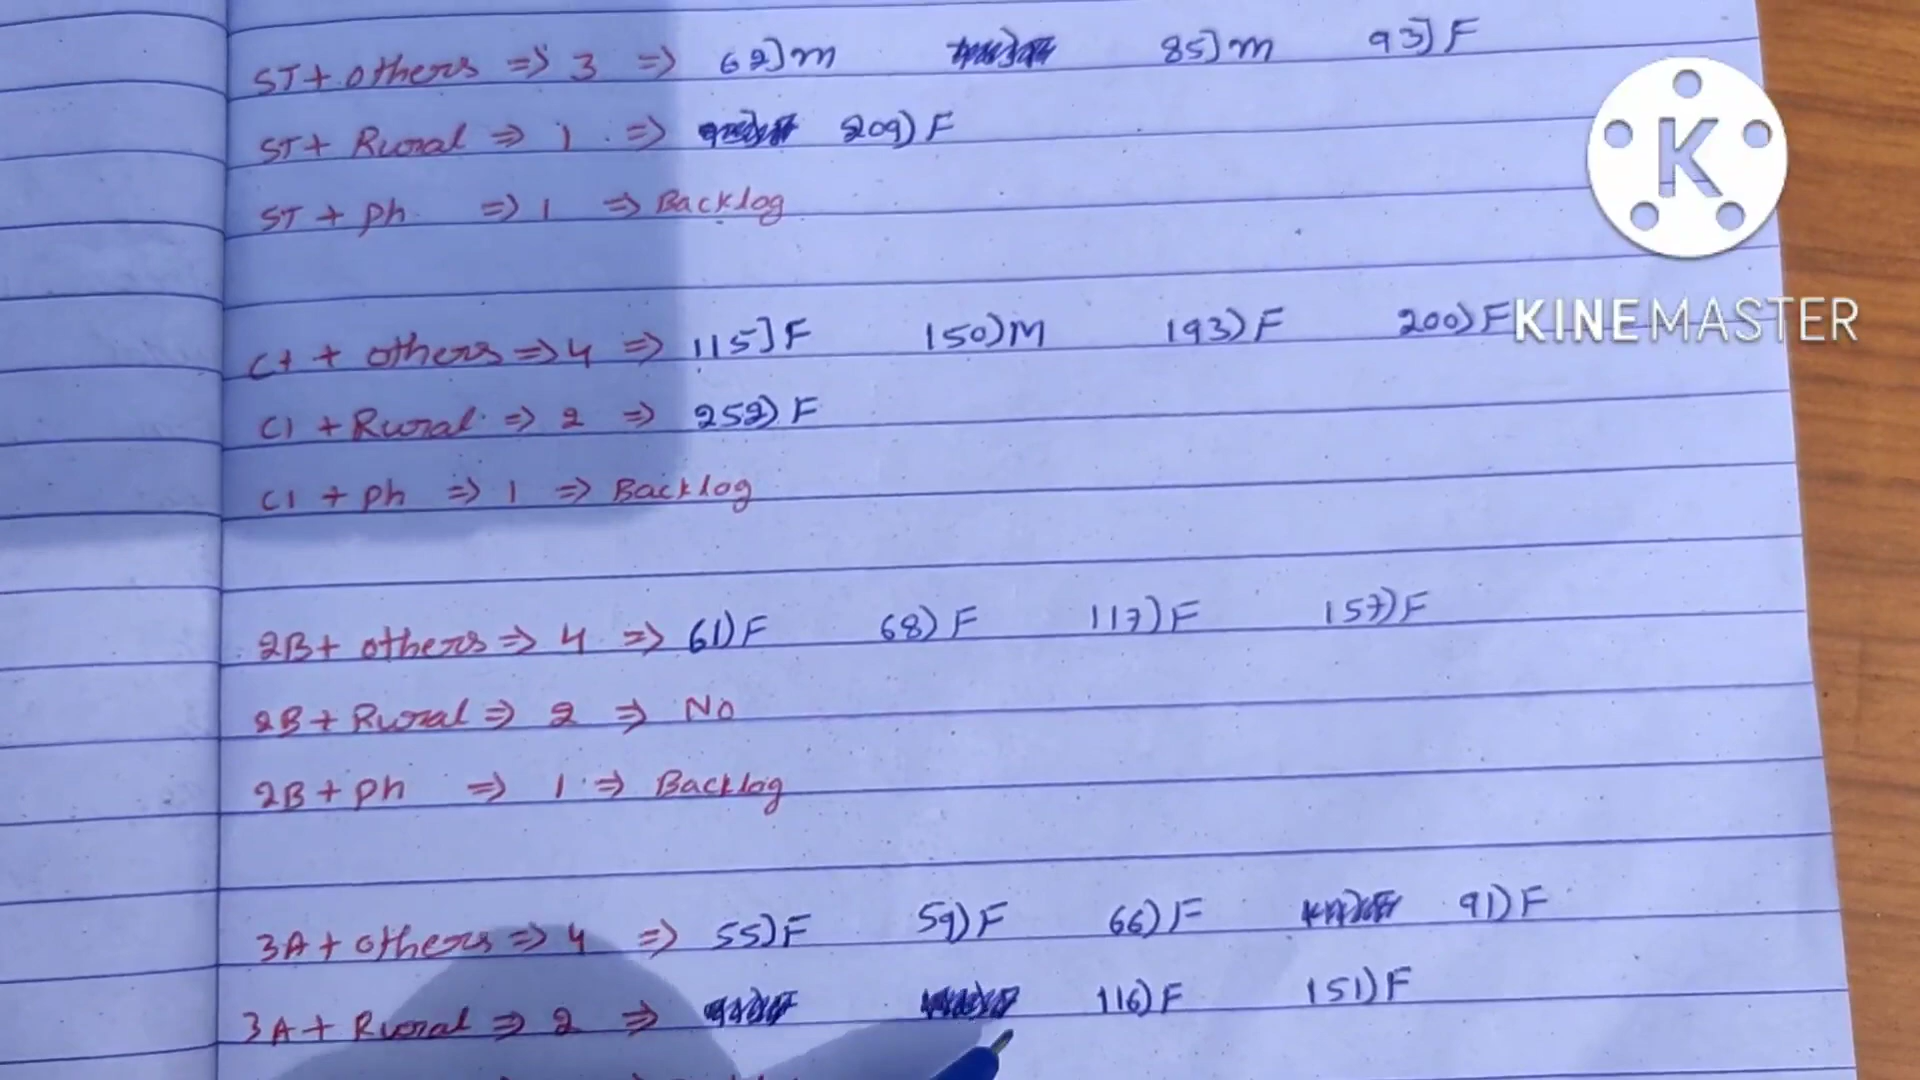 ST + others => 3 => 62]m 85]m 93]F
ST + Rural => 1 => 209)F
ST + Ph => 1 => Backlog
K
KINEMASTER
C1 + others => 4 => 115]F 150)M 193)F 200)F
C1 + Rural => 2 => 252)F
C1 + Ph => 1 => Backlog
2B + others => 4 => 61)F 68)F 117)F 157)F
2B + Rural => 2 => No
2B + Ph => 1 => Backlog
3A + others => 4 => 55)F 59)F 66)F 91)F
3A + Rural => 2 => 116)F 151)F